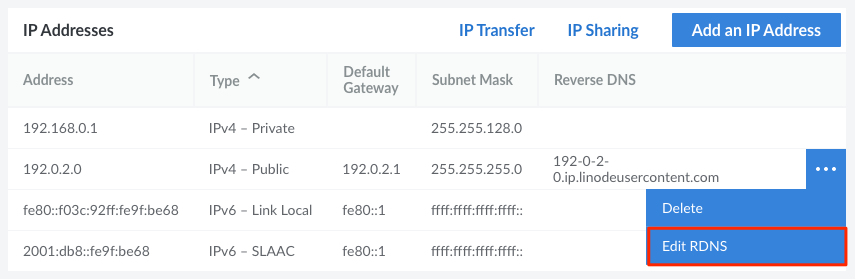 IP Addresses IP Transfer IP Sharing Add an IP Address
Address Type Default Gateway Subnet Mask Reverse DNS
192.168.0.1 IPv4 – Private 255.255.128.0
192.0.2.0 IPv4 – Public 192.0.2.1 255.255.255.0 192-0-2-
0.ip.linodeusercontent.com
fe80::f03c:92ff:fe9f:be68 IPv6 – Link Local fe80::1 ffff:ffff:ffff:ffff::
Delete
2001:db8::fe9f:be68 IPv6 – SLAAC fe80::1 ffff:ffff:ffff:ffff::
Edit RDNS